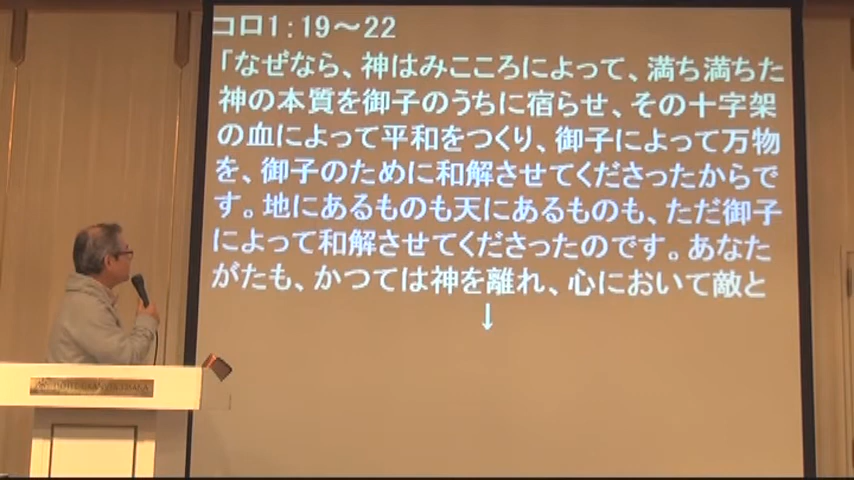 コロ1：19～22
「なぜなら、神はみこころによって、満ち満ちた
神の本質を御子のうちに宿らせ、その十字架
の血によって平和をつくり、御子によって万物
を、御子のために和解させてくださったからで
す。地にあるものも天にあるものも、ただ御子
によって和解させてくださったのです。あなた
がたも、かつては神を離れ、心において敵と
↓